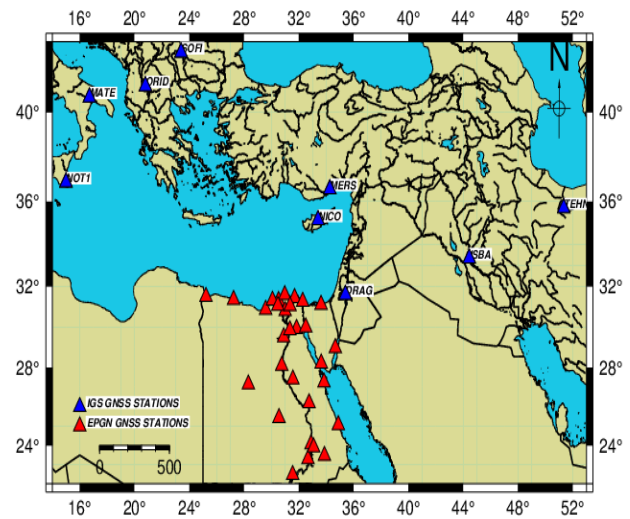 16° 20° 24° 28° 32° 36° 40° 44° 48° 52°
N
SOFI
ORID
MATE
40° 40°
NOT1
MERS
36° 36°
TEHN
NICO
ISBA
32° 32°
DRAG
28° 28°
IGS GNSS STATIONS
EPGN GNSS STATIONS
24° 24°
0 500
16° 20° 24° 28° 32° 36° 40° 44° 48° 52°